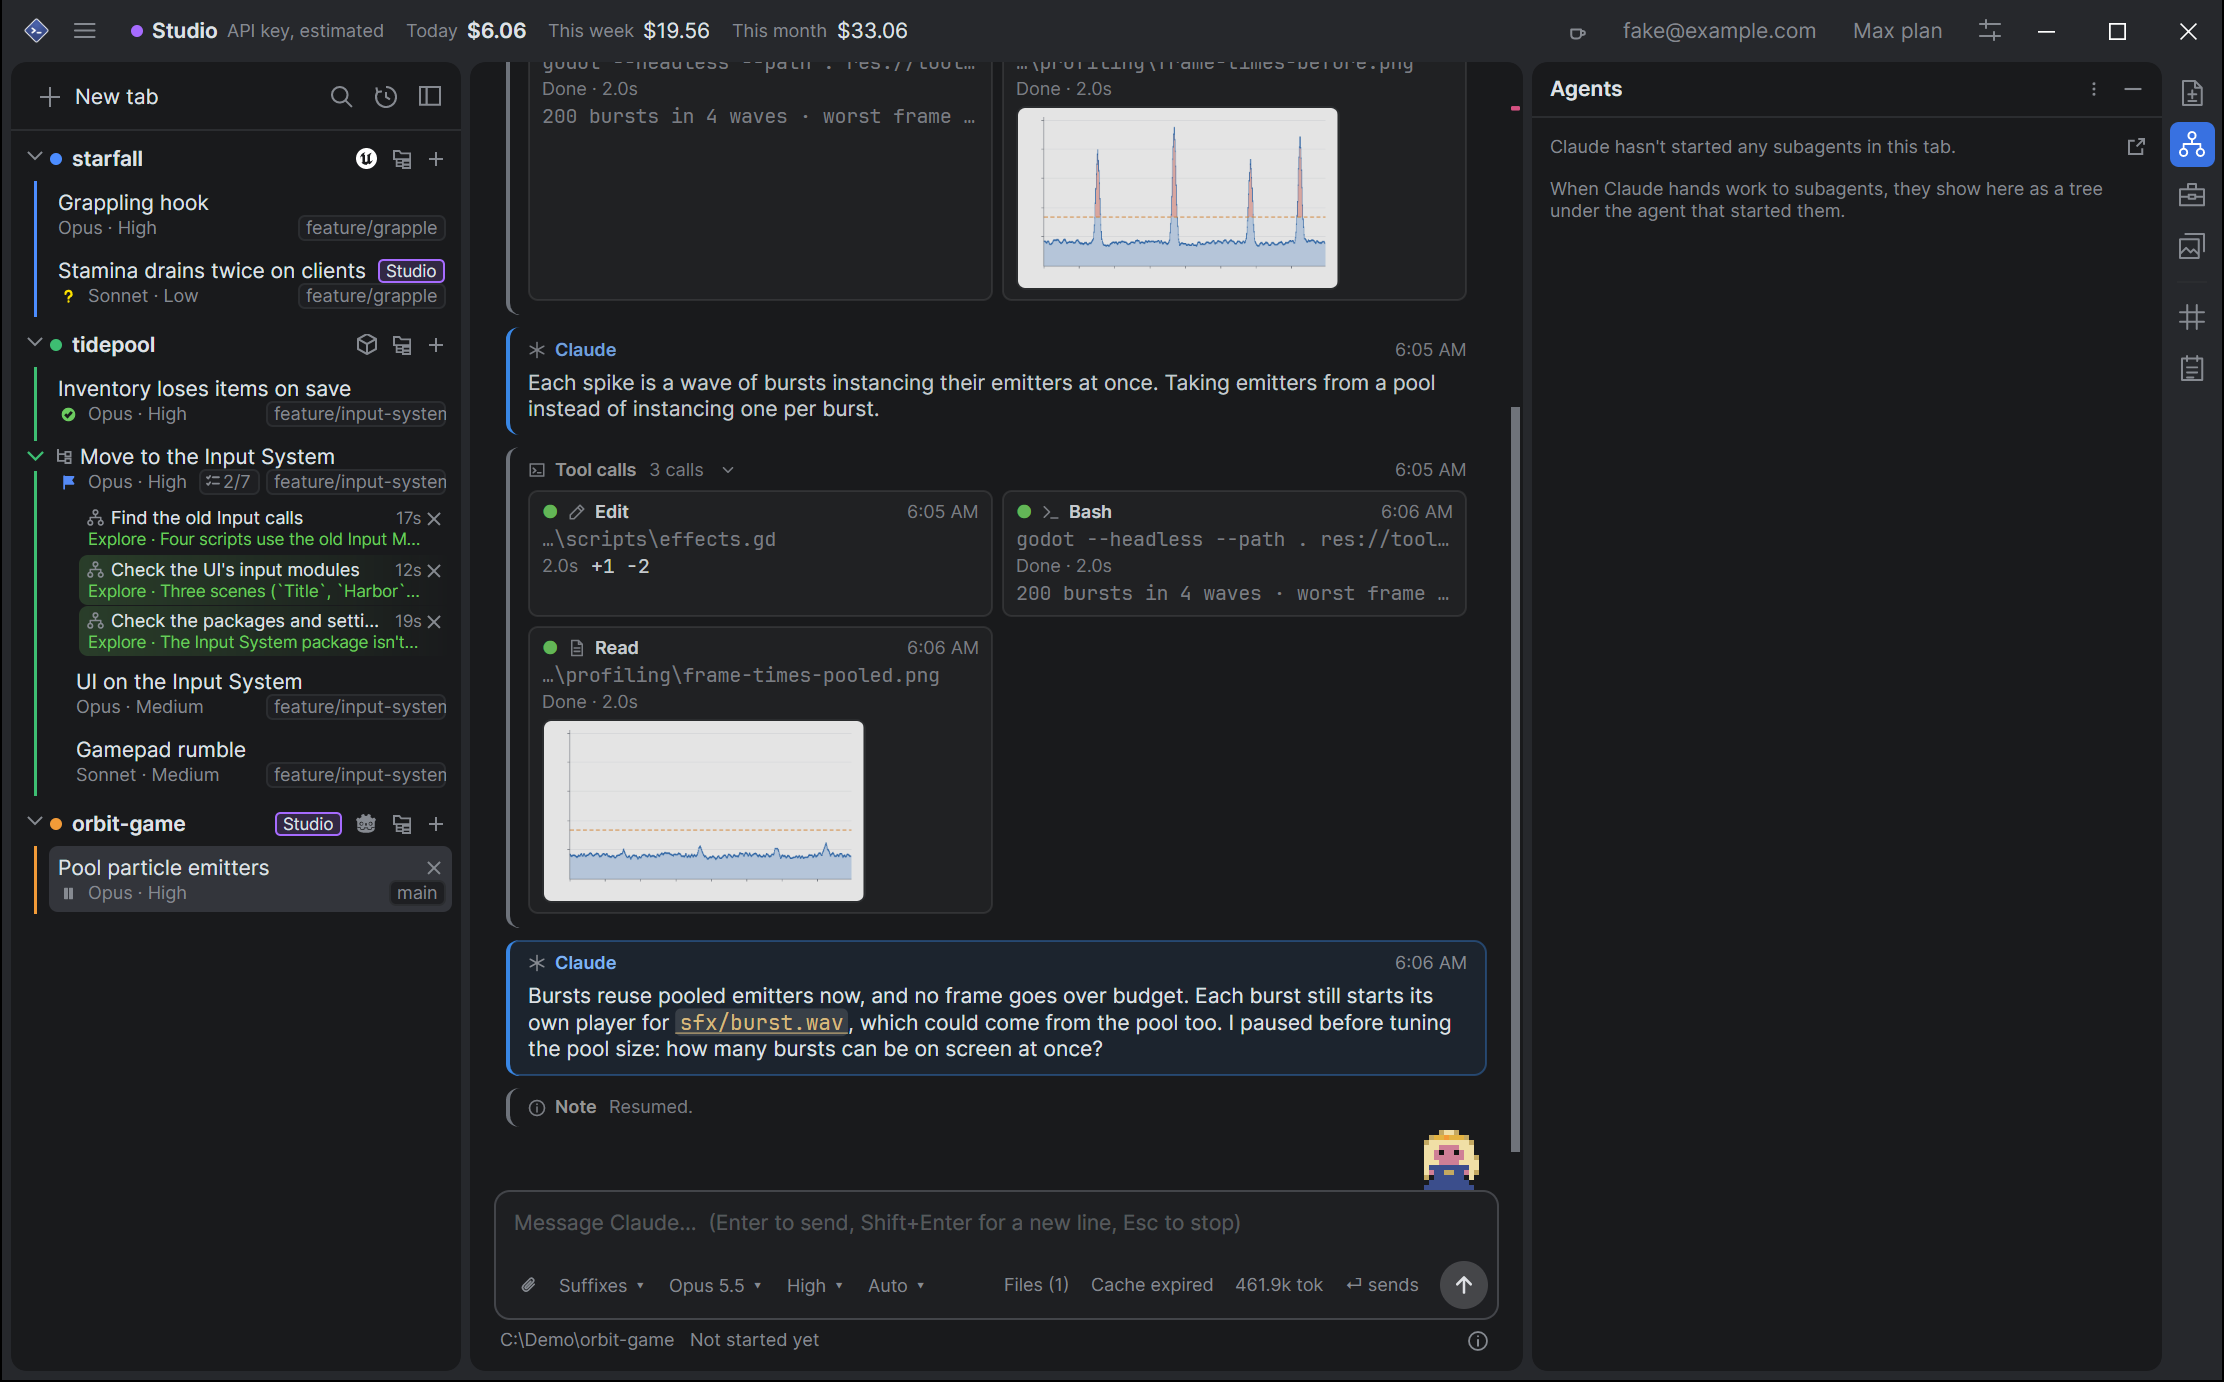 Studio API key, estimated Today $6.06 This week $19.56 This month $33.06
fake@example.com Max plan
New tab
starfall
Grappling hook
Opus · High feature/grapple
Stamina drains twice on clients Studio
? Sonnet · Low feature/grapple
tidepool
Inventory loses items on save
Opus · High feature/input-system
Move to the Input System
Opus · High 2/7 feature/input-system
Find the old Input calls 17s
Explore · Four scripts use the old Input M...
Check the UI's input modules 12s
Explore · Three scenes (`Title`, `Harbor`...
Check the packages and setti... 19s
Explore · The Input System package isn't...
UI on the Input System
Opus · Medium feature/input-system
Gamepad rumble
Sonnet · Medium feature/input-system
orbit-game Studio
Pool particle emitters
Opus · High main
godot --headless --path . res://tool…
Done · 2.0s
200 bursts in 4 waves · worst frame …
…\profiling\frame-times-before.png
Done · 2.0s
Claude 6:05 AM
Each spike is a wave of bursts instancing their emitters at once. Taking emitters from a pool
instead of instancing one per burst.
Tool calls 3 calls 6:05 AM
Edit 6:05 AM
…\scripts\effects.gd
2.0s +1 -2
Bash 6:06 AM
godot --headless --path . res://tool…
Done · 2.0s
200 bursts in 4 waves · worst frame …
Read 6:06 AM
…\profiling\frame-times-pooled.png
Done · 2.0s
Claude 6:06 AM
Bursts reuse pooled emitters now, and no frame goes over budget. Each burst still starts its
own player for sfx/burst.wav, which could come from the pool too. I paused before tuning
the pool size: how many bursts can be on screen at once?
Note Resumed.
Message Claude... (Enter to send, Shift+Enter for a new line, Esc to stop)
Suffixes Opus 5.5 High Auto Files (1) Cache expired 461.9k tok sends
C:\Demo\orbit-game Not started yet
Agents
Claude hasn't started any subagents in this tab.
When Claude hands work to subagents, they show here as a tree
under the agent that started them.